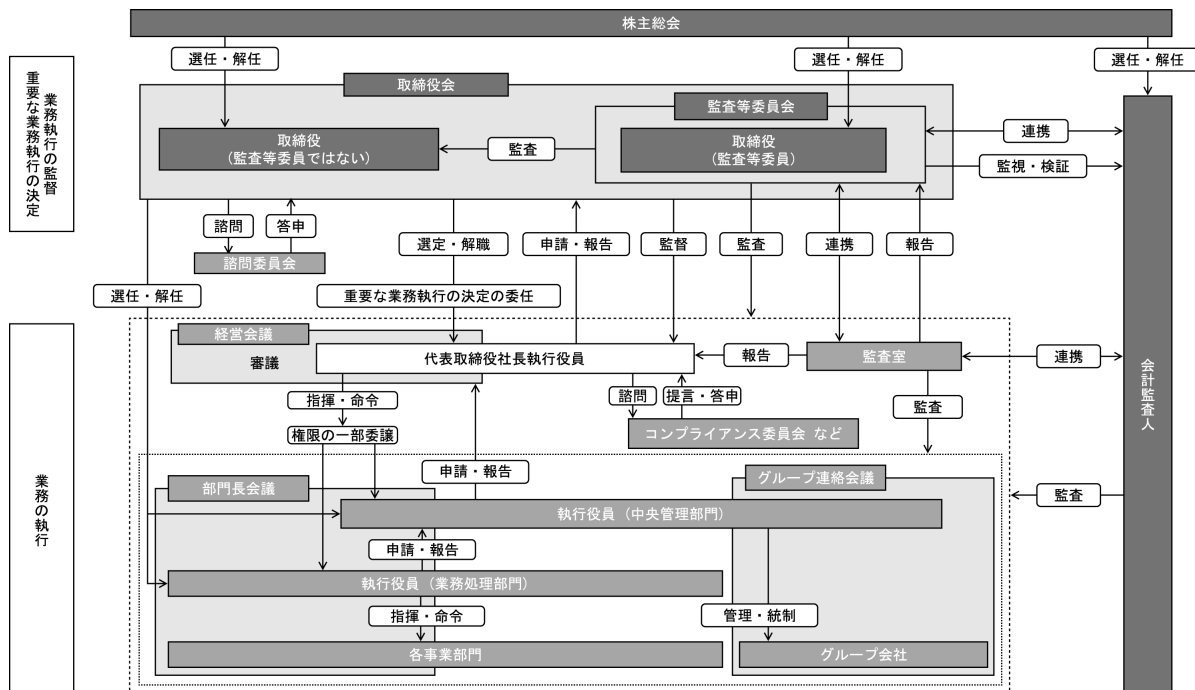 株主総会
選任・解任
選任・解任
選任・解任
業務執行の監督
重要な業務執行の決定
取締役会
監査等委員会
取締役
(監査等委員ではない)
監査
取締役
(監査等委員)
連携
監視・検証
諮問
答申
選定・解職
申請・報告
監督
監査
連携
報告
諮問委員会
選任・解任
重要な業務執行の決定の委任
業務の執行
経営会議
審議
代表取締役社長執行役員
報告
監査室
連携
会計監査人
指揮・命令
諮問
提言・答申
監査
権限の一部委譲
コンプライアンス委員会 など
申請・報告
部門長会議
グループ連絡会議
監査
執行役員（中央管理部門）
申請・報告
執行役員（業務処理部門）
指揮・命令
管理・統制
各事業部門
グループ会社